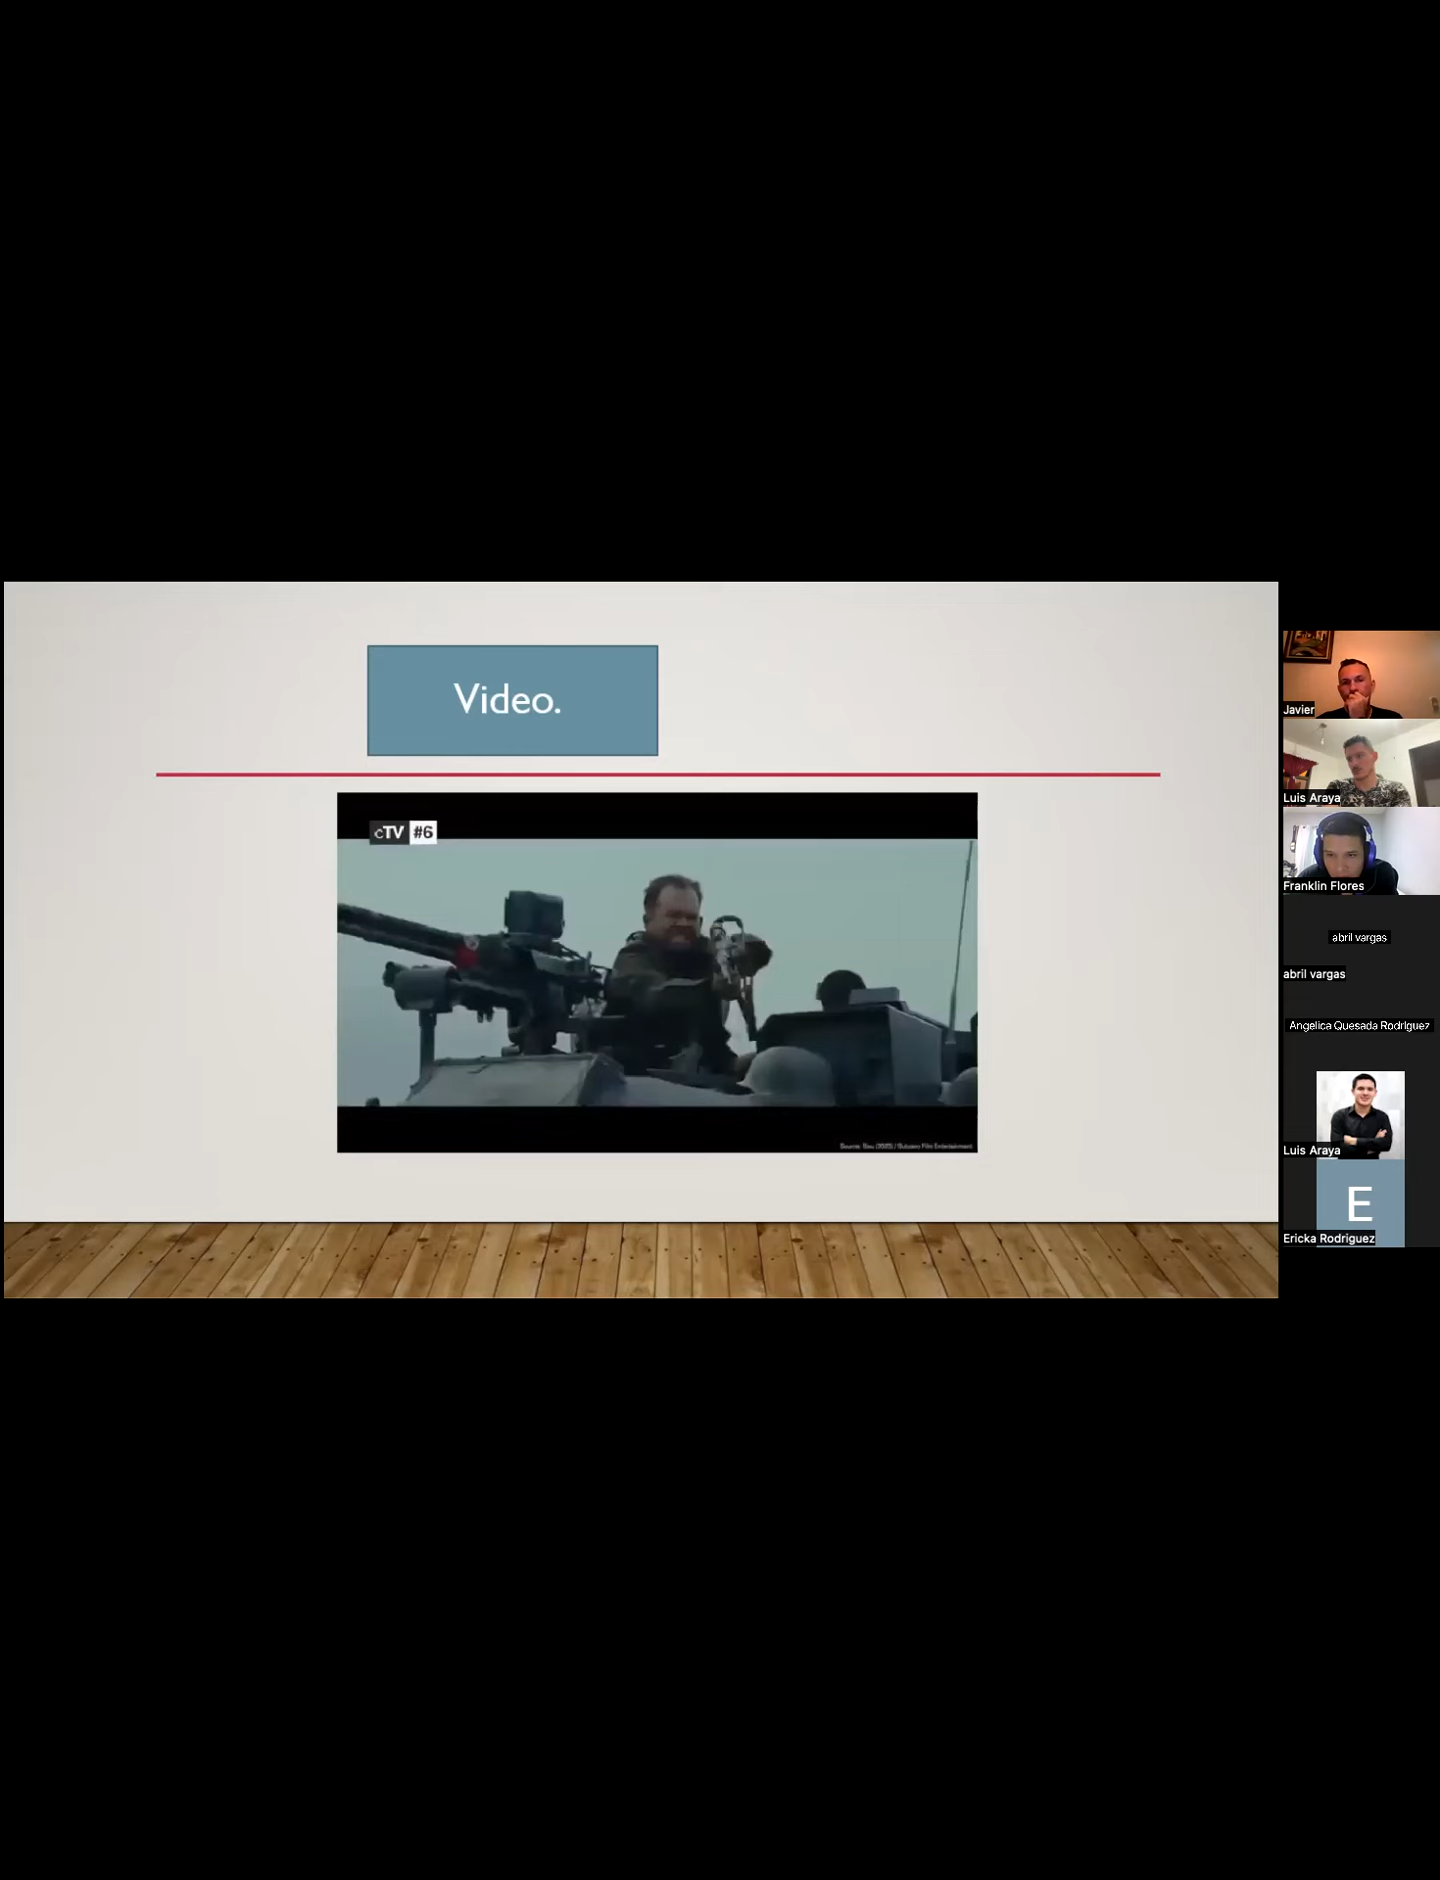 Video.
cTV #6
Javier
Luis Araya
Franklin Flores
abril vargas
abril vargas
Angelica Quesada Rodriguez
Luis Araya
E
Ericka Rodriguez